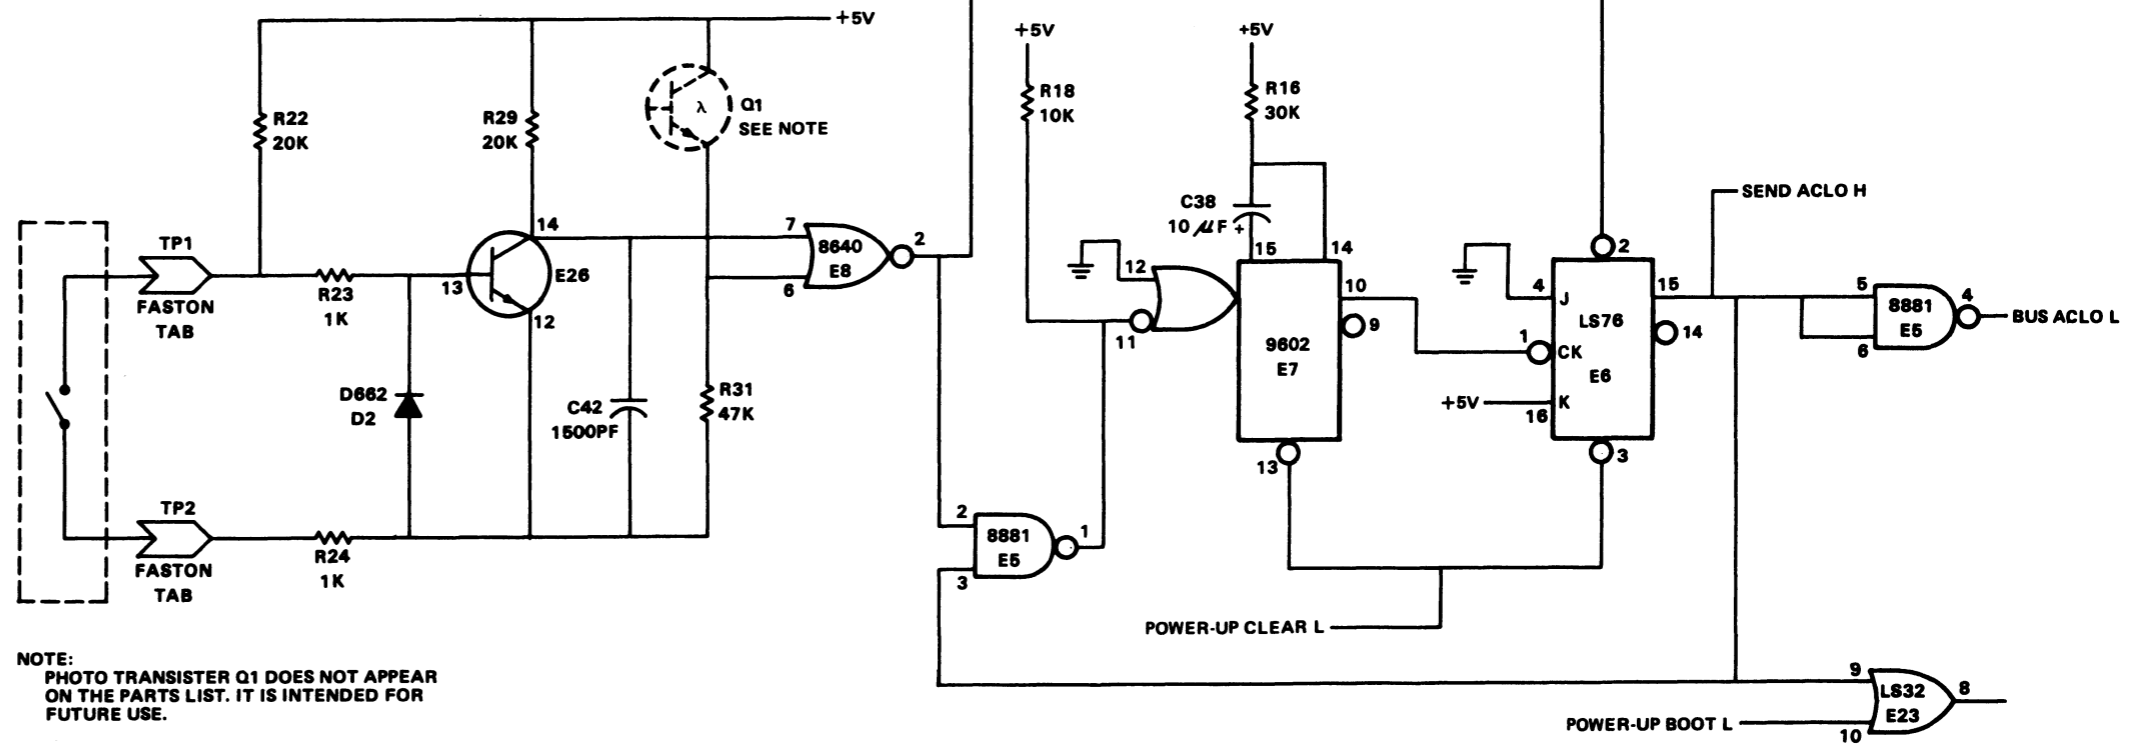 +5V
R22
20K
R29
20K
λ
Q1
SEE NOTE
TP1
FASTON
TAB
R23
1K
13
14
E26
12
D662
D2
C42
1500PF
R31
47K
7
8640
E8
6
2
TP2
FASTON
TAB
R24
1K
NOTE:
PHOTO TRANSISTER Q1 DOES NOT APPEAR
ON THE PARTS LIST. IT IS INTENDED FOR
FUTURE USE.
2
8881
E5
3
1
+5V
R18
10K
+5V
R16
30K
C38
10 µF +
15
14
12
11
10
9
9602
E7
13
POWER-UP CLEAR L
2
4
J
LS76
15
1
CK
14
E6
+5V
16
K
3
SEND ACLO H
5
8881
E5
6
4
BUS ACLO L
9
LS32
E23
8
POWER-UP BOOT L
10